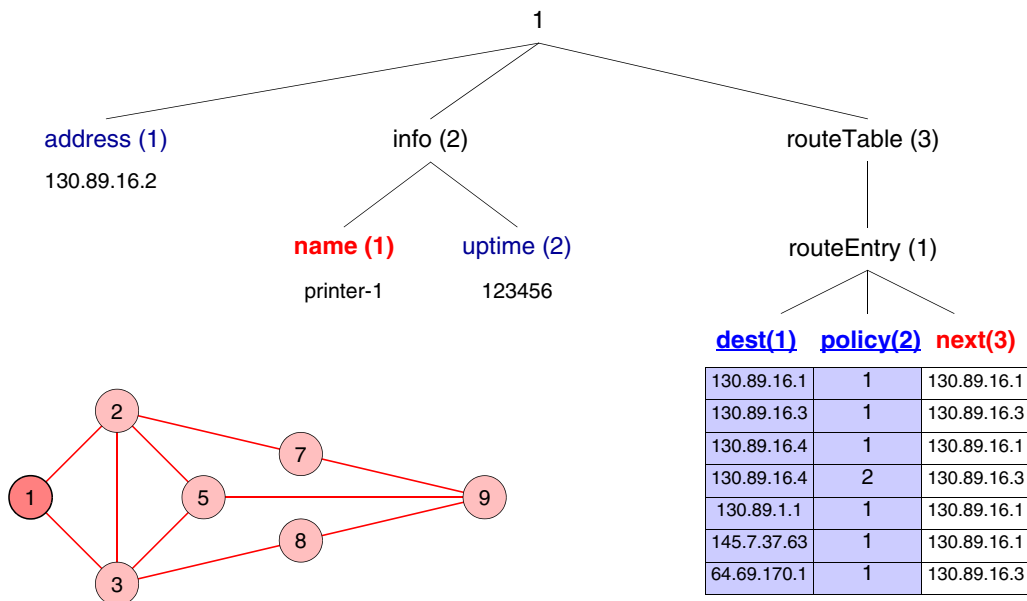 1
address (1) info (2) routeTable (3)
130.89.16.2
name (1) uptime (2) routeEntry (1)
printer-1 123456
dest(1) policy(2) next(3)
130.89.16.1 1 130.89.16.1
130.89.16.3 1 130.89.16.3
130.89.16.4 1 130.89.16.1
130.89.16.4 2 130.89.16.3
130.89.1.1 1 130.89.16.1
145.7.37.63 1 130.89.16.1
64.69.170.1 1 130.89.16.3
2
7
1 5 9
8
3